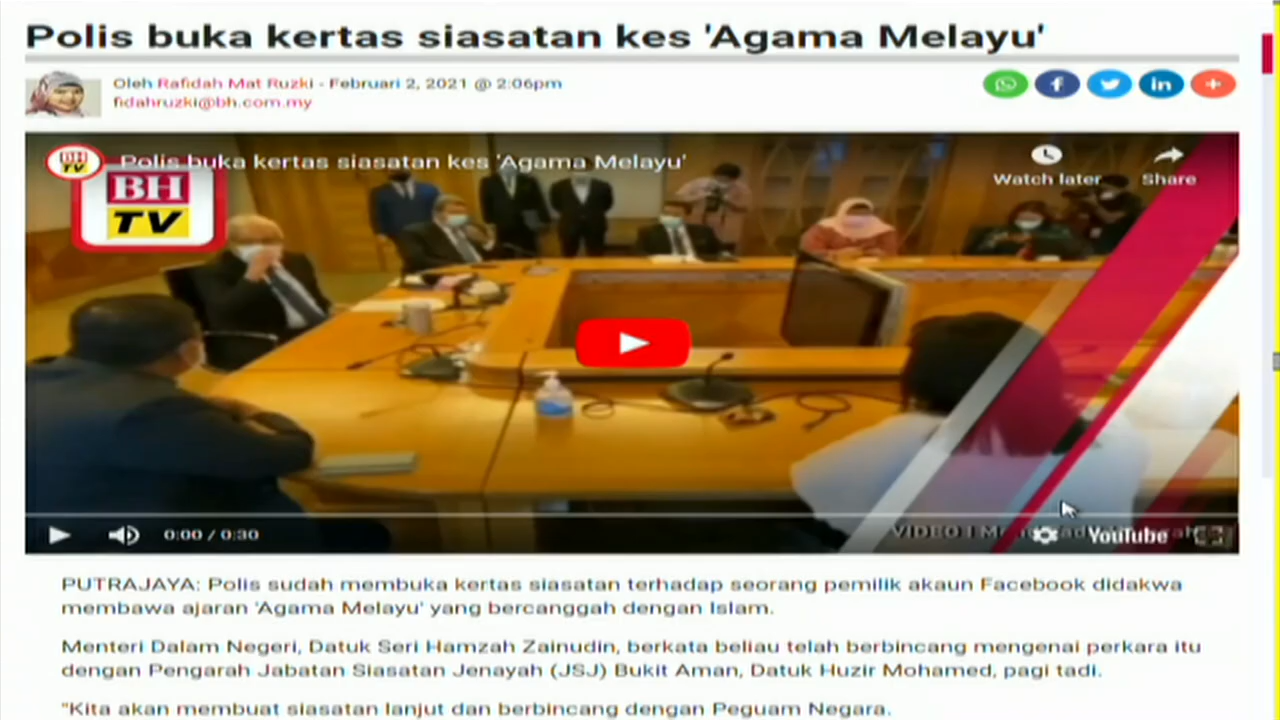 Polis buka kertas siasatan kes 'Agama Melayu'
Oleh Rafidah Mat Ruzki - Februari 2, 2021 @ 2:06pm
fidahruzki@bh.com.my
BH TV
Polis buka kertas siasatan kes 'Agama Melayu'
Watch later
Share
BH
TV
0:00 / 0:30
VIDEO I M
YouTube
PUTRAJAYA: Polis sudah membuka kertas siasatan terhadap seorang pemilik akaun Facebook didakwa
membawa ajaran 'Agama Melayu' yang bercanggah dengan Islam.
Menteri Dalam Negeri, Datuk Seri Hamzah Zainudin, berkata beliau telah berbincang mengenai perkara itu
dengan Pengarah Jabatan Siasatan Jenayah (JSJ) Bukit Aman, Datuk Huzir Mohamed, pagi tadi.
"Kita akan membuat siasatan lanjut dan berbincang dengan Peguam Negara.